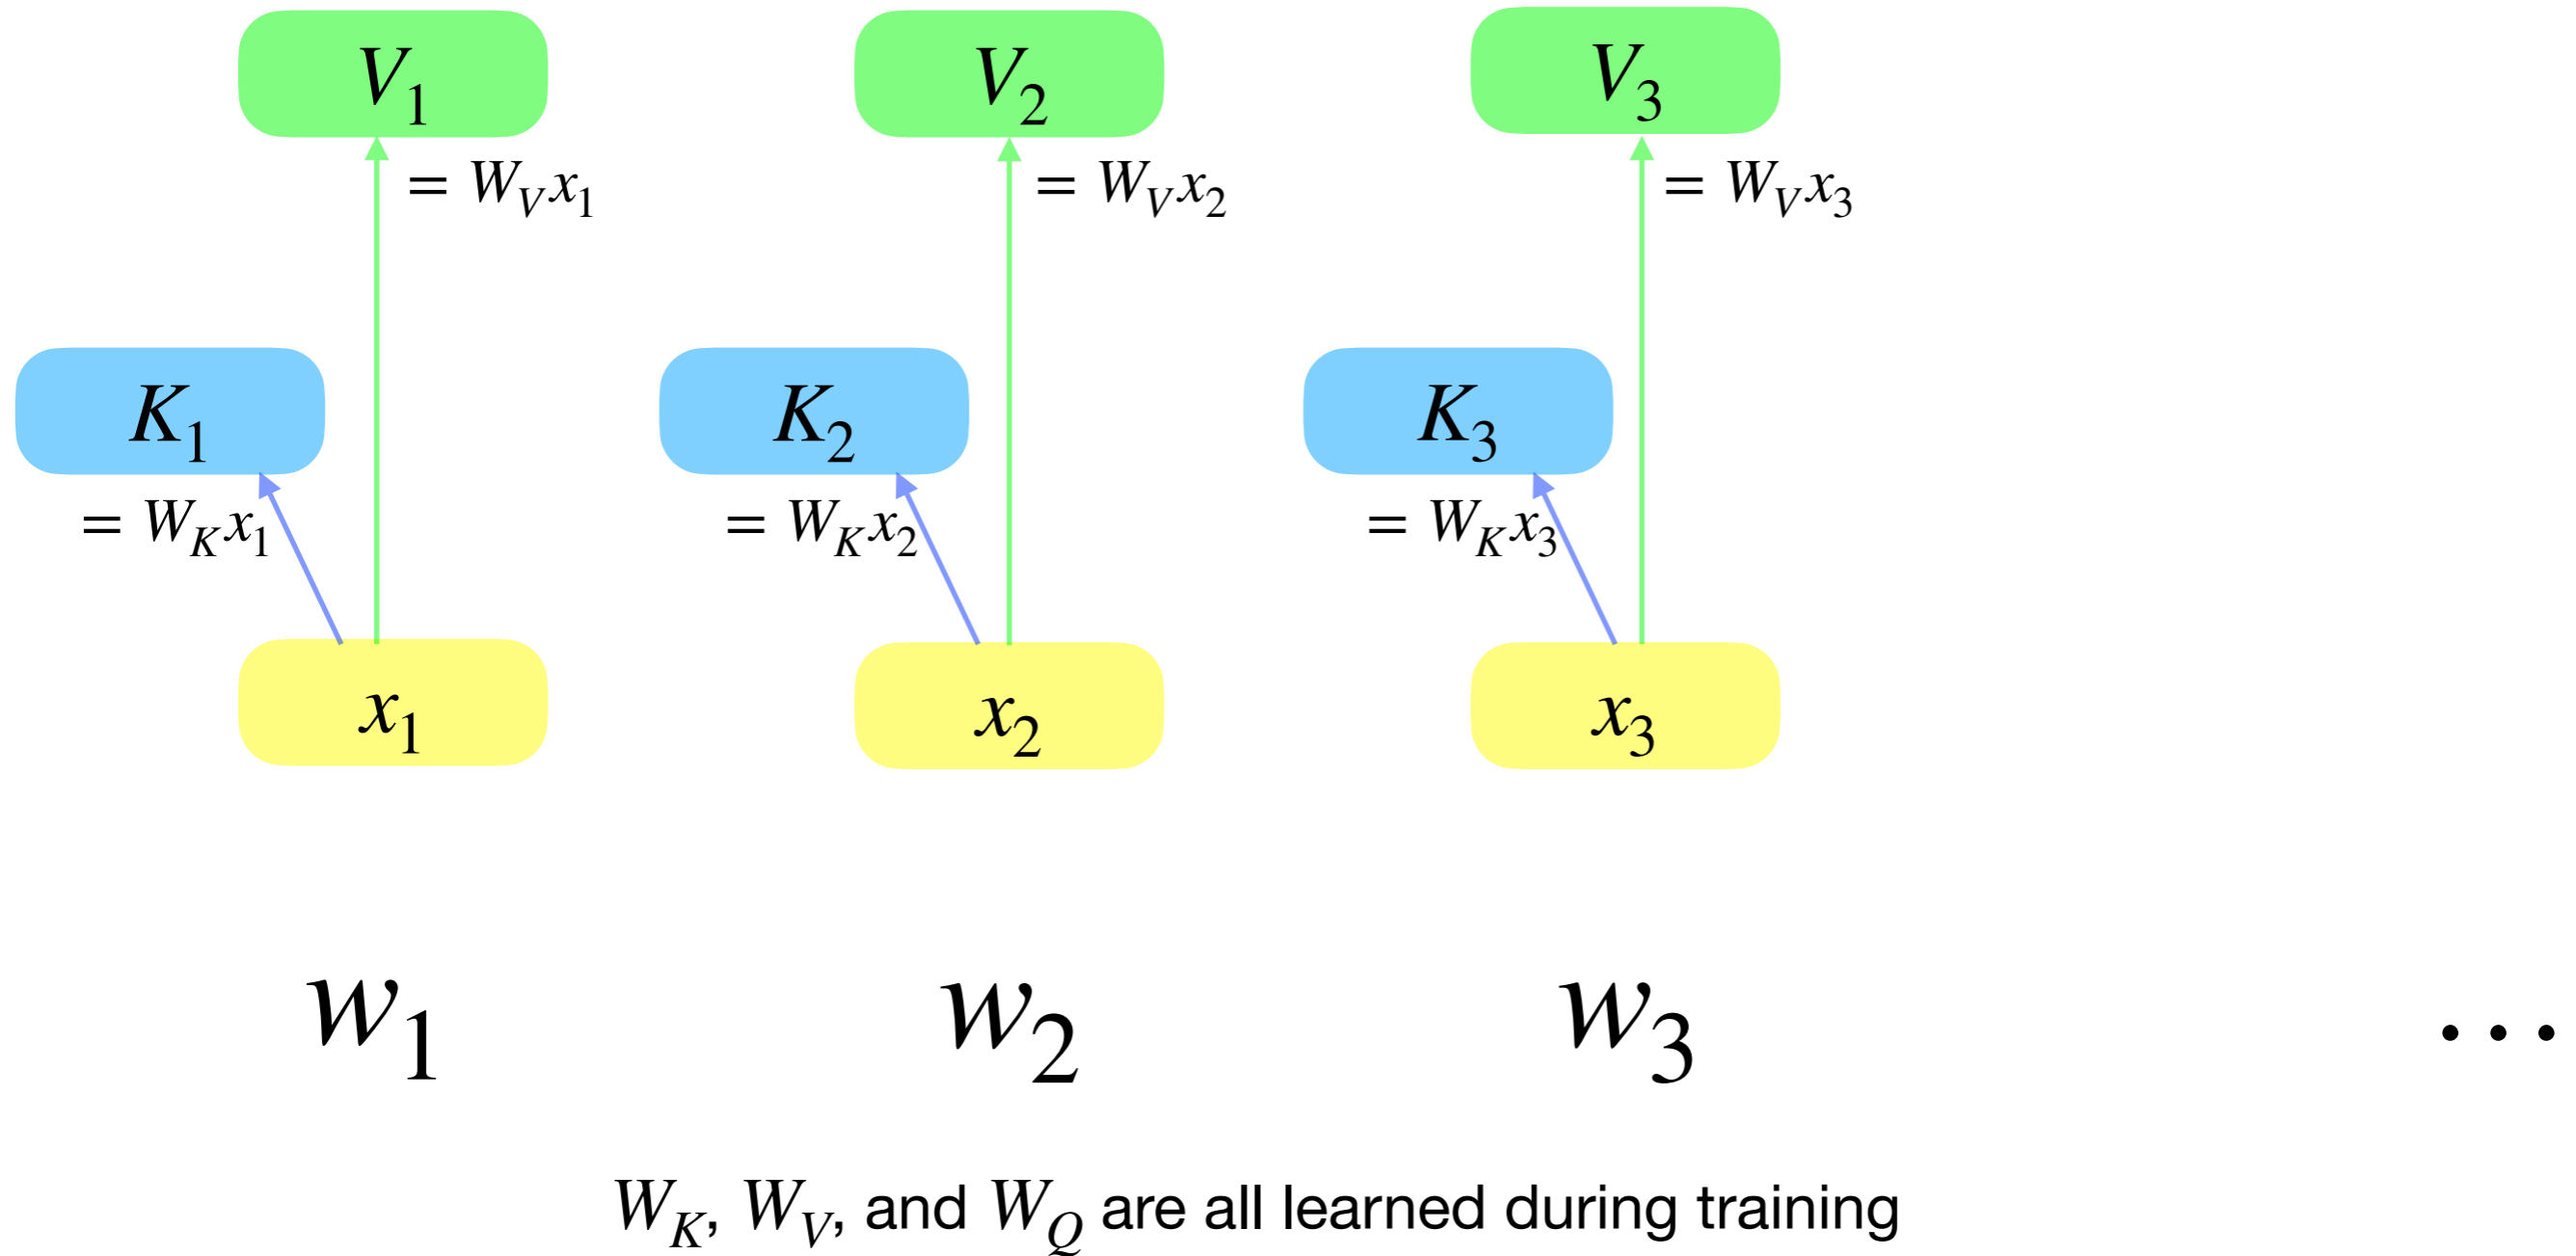 V₁ V₂ V₃
= W_V x₁ = W_V x₂ = W_V x₃
K₁ K₂ K₃
= W_K x₁ = W_K x₂ = W_K x₃
x₁ x₂ x₃
w₁ w₂ w₃ ...
W_K, W_V, and W_Q are all learned during training